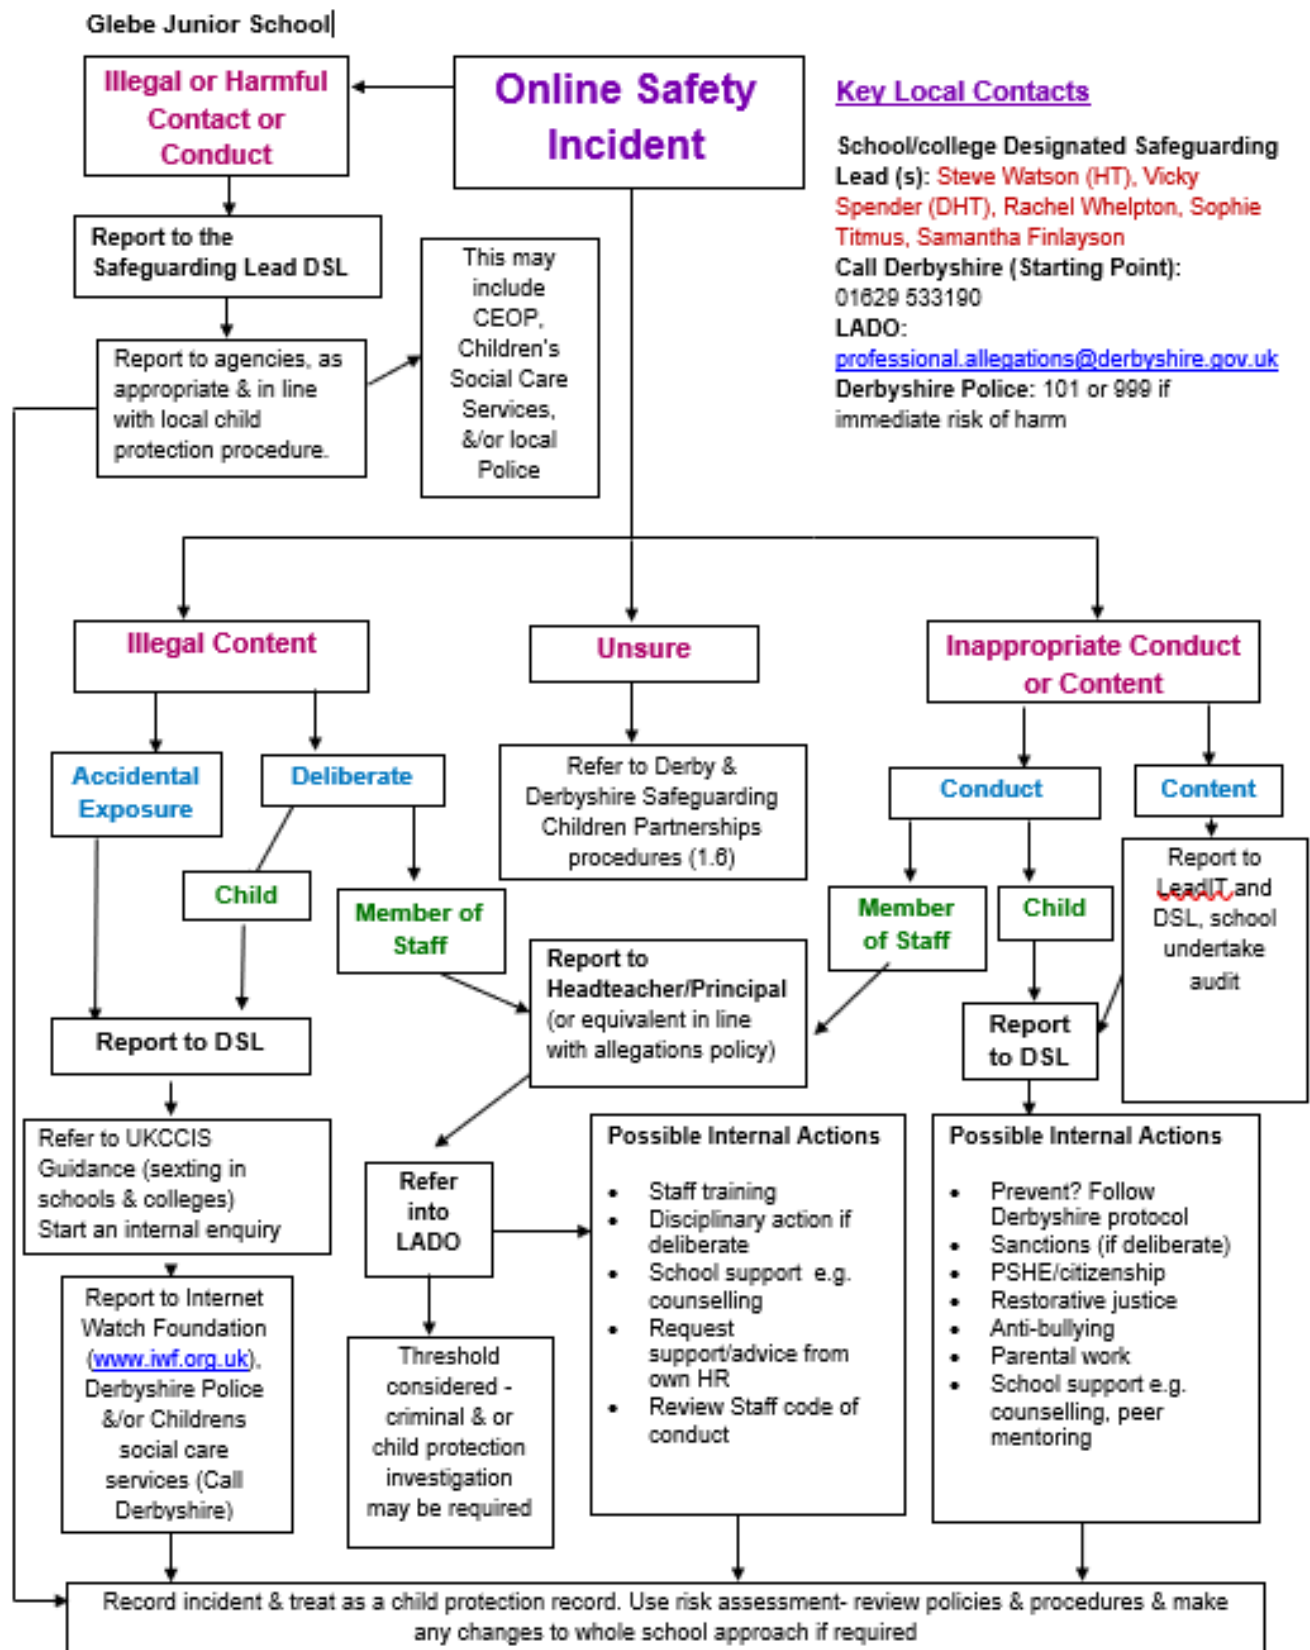 Glebe Junior School
Illegal or Harmful
Contact or
Conduct
Online Safety
Incident
Key Local Contacts
School/college Designated Safeguarding
Lead (s): Steve Watson (HT), Vicky
Spender (DHT), Rachel Whelpton, Sophie
Titmus, Samantha Finlayson
Call Derbyshire (Starting Point):
01629 533190
LADO:
professional.allegations@derbyshire.gov.uk
Derbyshire Police: 101 or 999 if
immediate risk of harm
Report to the
Safeguarding Lead DSL
This may
include
CEOP,
Children's
Social Care
Services,
&/or local
Police
Report to agencies, as
appropriate & in line
with local child
protection procedure.
Illegal Content
Unsure
Inappropriate Conduct
or Content
Accidental
Exposure
Deliberate
Refer to Derby &
Derbyshire Safeguarding
Children Partnerships
procedures (1.6)
Conduct
Content
Child
Member of
Staff
Member
of Staff
Child
Report to
LeadIT and
DSL, school
undertake
audit
Report to
Headteacher/Principal
(or equivalent in line
with allegations policy)
Report to DSL
Report
to DSL
Refer to UKCCIS
Guidance (sexting in
schools & colleges)
Start an internal enquiry
Refer
into
LADO
Possible Internal Actions
• Staff training
• Disciplinary action if
deliberate
• School support e.g.
counselling
• Request
support/advice from
own HR
• Review Staff code of
conduct
Possible Internal Actions
• Prevent? Follow
Derbyshire protocol
• Sanctions (if deliberate)
• PSHE/citizenship
• Restorative justice
• Anti-bullying
• Parental work
• School support e.g.
counselling, peer
mentoring
Report to Internet
Watch Foundation
(www.iwf.org.uk),
Derbyshire Police
&/or Childrens
social care
services (Call
Derbyshire)
Threshold
considered -
criminal & or
child protection
investigation
may be required
Record incident & treat as a child protection record. Use risk assessment- review policies & procedures & make
any changes to whole school approach if required